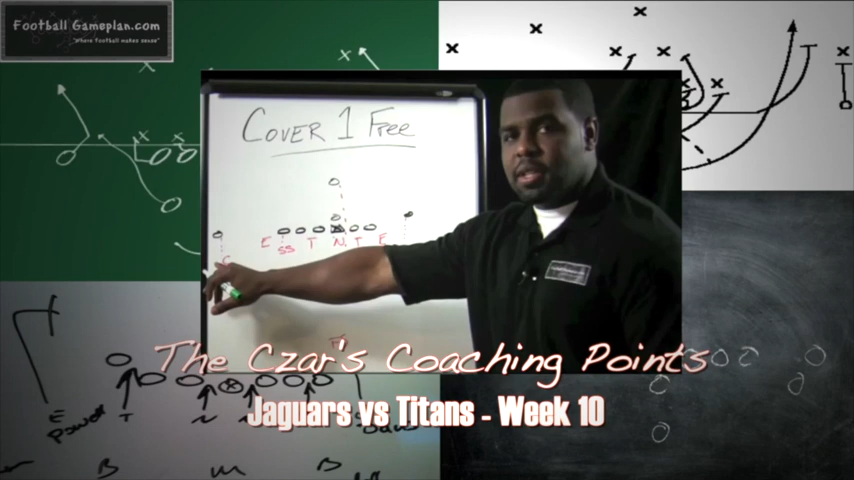 Football Gameplan.com
"where football makes sense"
COVER 1 Free
E SS T N T E
C
The Czar's Coaching Points
Jaguars vs Titans - Week 10
E
POWER
T
B M B